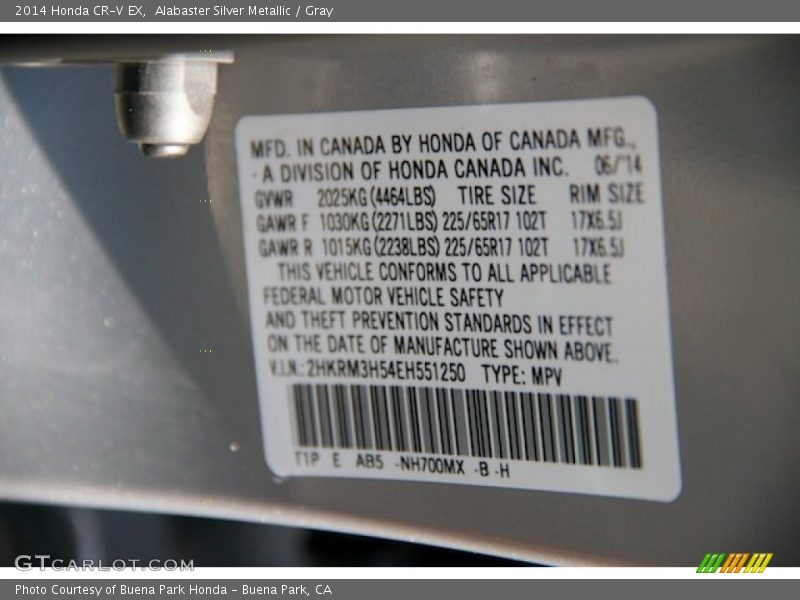 2014 Honda CR-V EX, Alabaster Silver Metallic / Gray
MFD. IN CANADA BY HONDA OF CANADA MFG.,
A DIVISION OF HONDA CANADA INC. 06/'14
GVWR 2025KG (4464LBS) TIRE SIZE RIM SIZE
GAWR F 1030KG (2271LBS) 225/65R17 102T 17X6.5J
GAWR R 1015KG (2238LBS) 225/65R17 102T 17X6.5J
THIS VEHICLE CONFORMS TO ALL APPLICABLE
FEDERAL MOTOR VEHICLE SAFETY
AND THEFT PREVENTION STANDARDS IN EFFECT
ON THE DATE OF MANUFACTURE SHOWN ABOVE.
V.I.N.: 2HKRM3H54EH551250 TYPE: MPV
T1P E AB5 -NH700MX -B -H
GTCARLOT.COM
Photo Courtesy of Buena Park Honda - Buena Park, CA